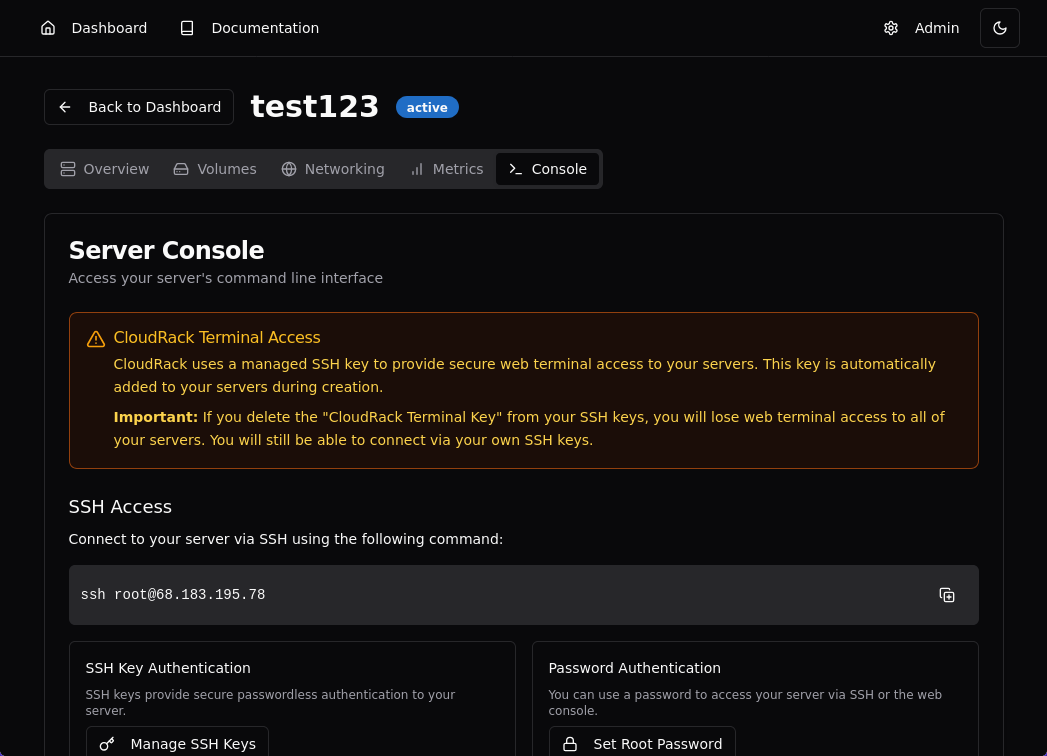 Dashboard Documentation Admin
Back to Dashboard test123 active
Overview Volumes Networking Metrics Console
Server Console
Access your server's command line interface
CloudRack Terminal Access
CloudRack uses a managed SSH key to provide secure web terminal access to your servers. This key is automatically
added to your servers during creation.
Important: If you delete the "CloudRack Terminal Key" from your SSH keys, you will lose web terminal access to all of
your servers. You will still be able to connect via your own SSH keys.
SSH Access
Connect to your server via SSH using the following command:
ssh root@68.183.195.78
SSH Key Authentication
SSH keys provide secure passwordless authentication to your
server.
Manage SSH Keys
Password Authentication
You can use a password to access your server via SSH or the web
console.
Set Root Password